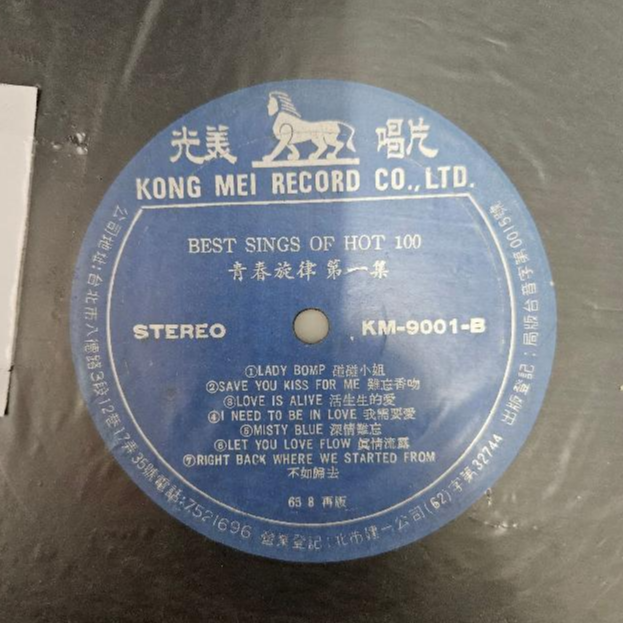 光美 唱片
KONG MEI RECORD CO., LTD.
BEST SINGS OF HOT 100
青春旋律 第一集
STEREO KM-9001-B
①LADY BOMP 小姐
②SAVE YOU KISS FOR ME 難忘香吻
③LOVE IS ALIVE 活生生的愛
④I NEED TO BE IN LOVE 我需要愛
⑤MISTY BLUE 深情難忘
⑥LET YOU LOVE FLOW 眞情流露
⑦RIGHT BACK WHERE WE STARTED FROM
不如歸去
65 8 再版
公司地址:台北市八德路3段12巷17弄35號電話:7521696 營業登記:北市建一公司(62)字第32744 出版登記:局版台音字第0015號